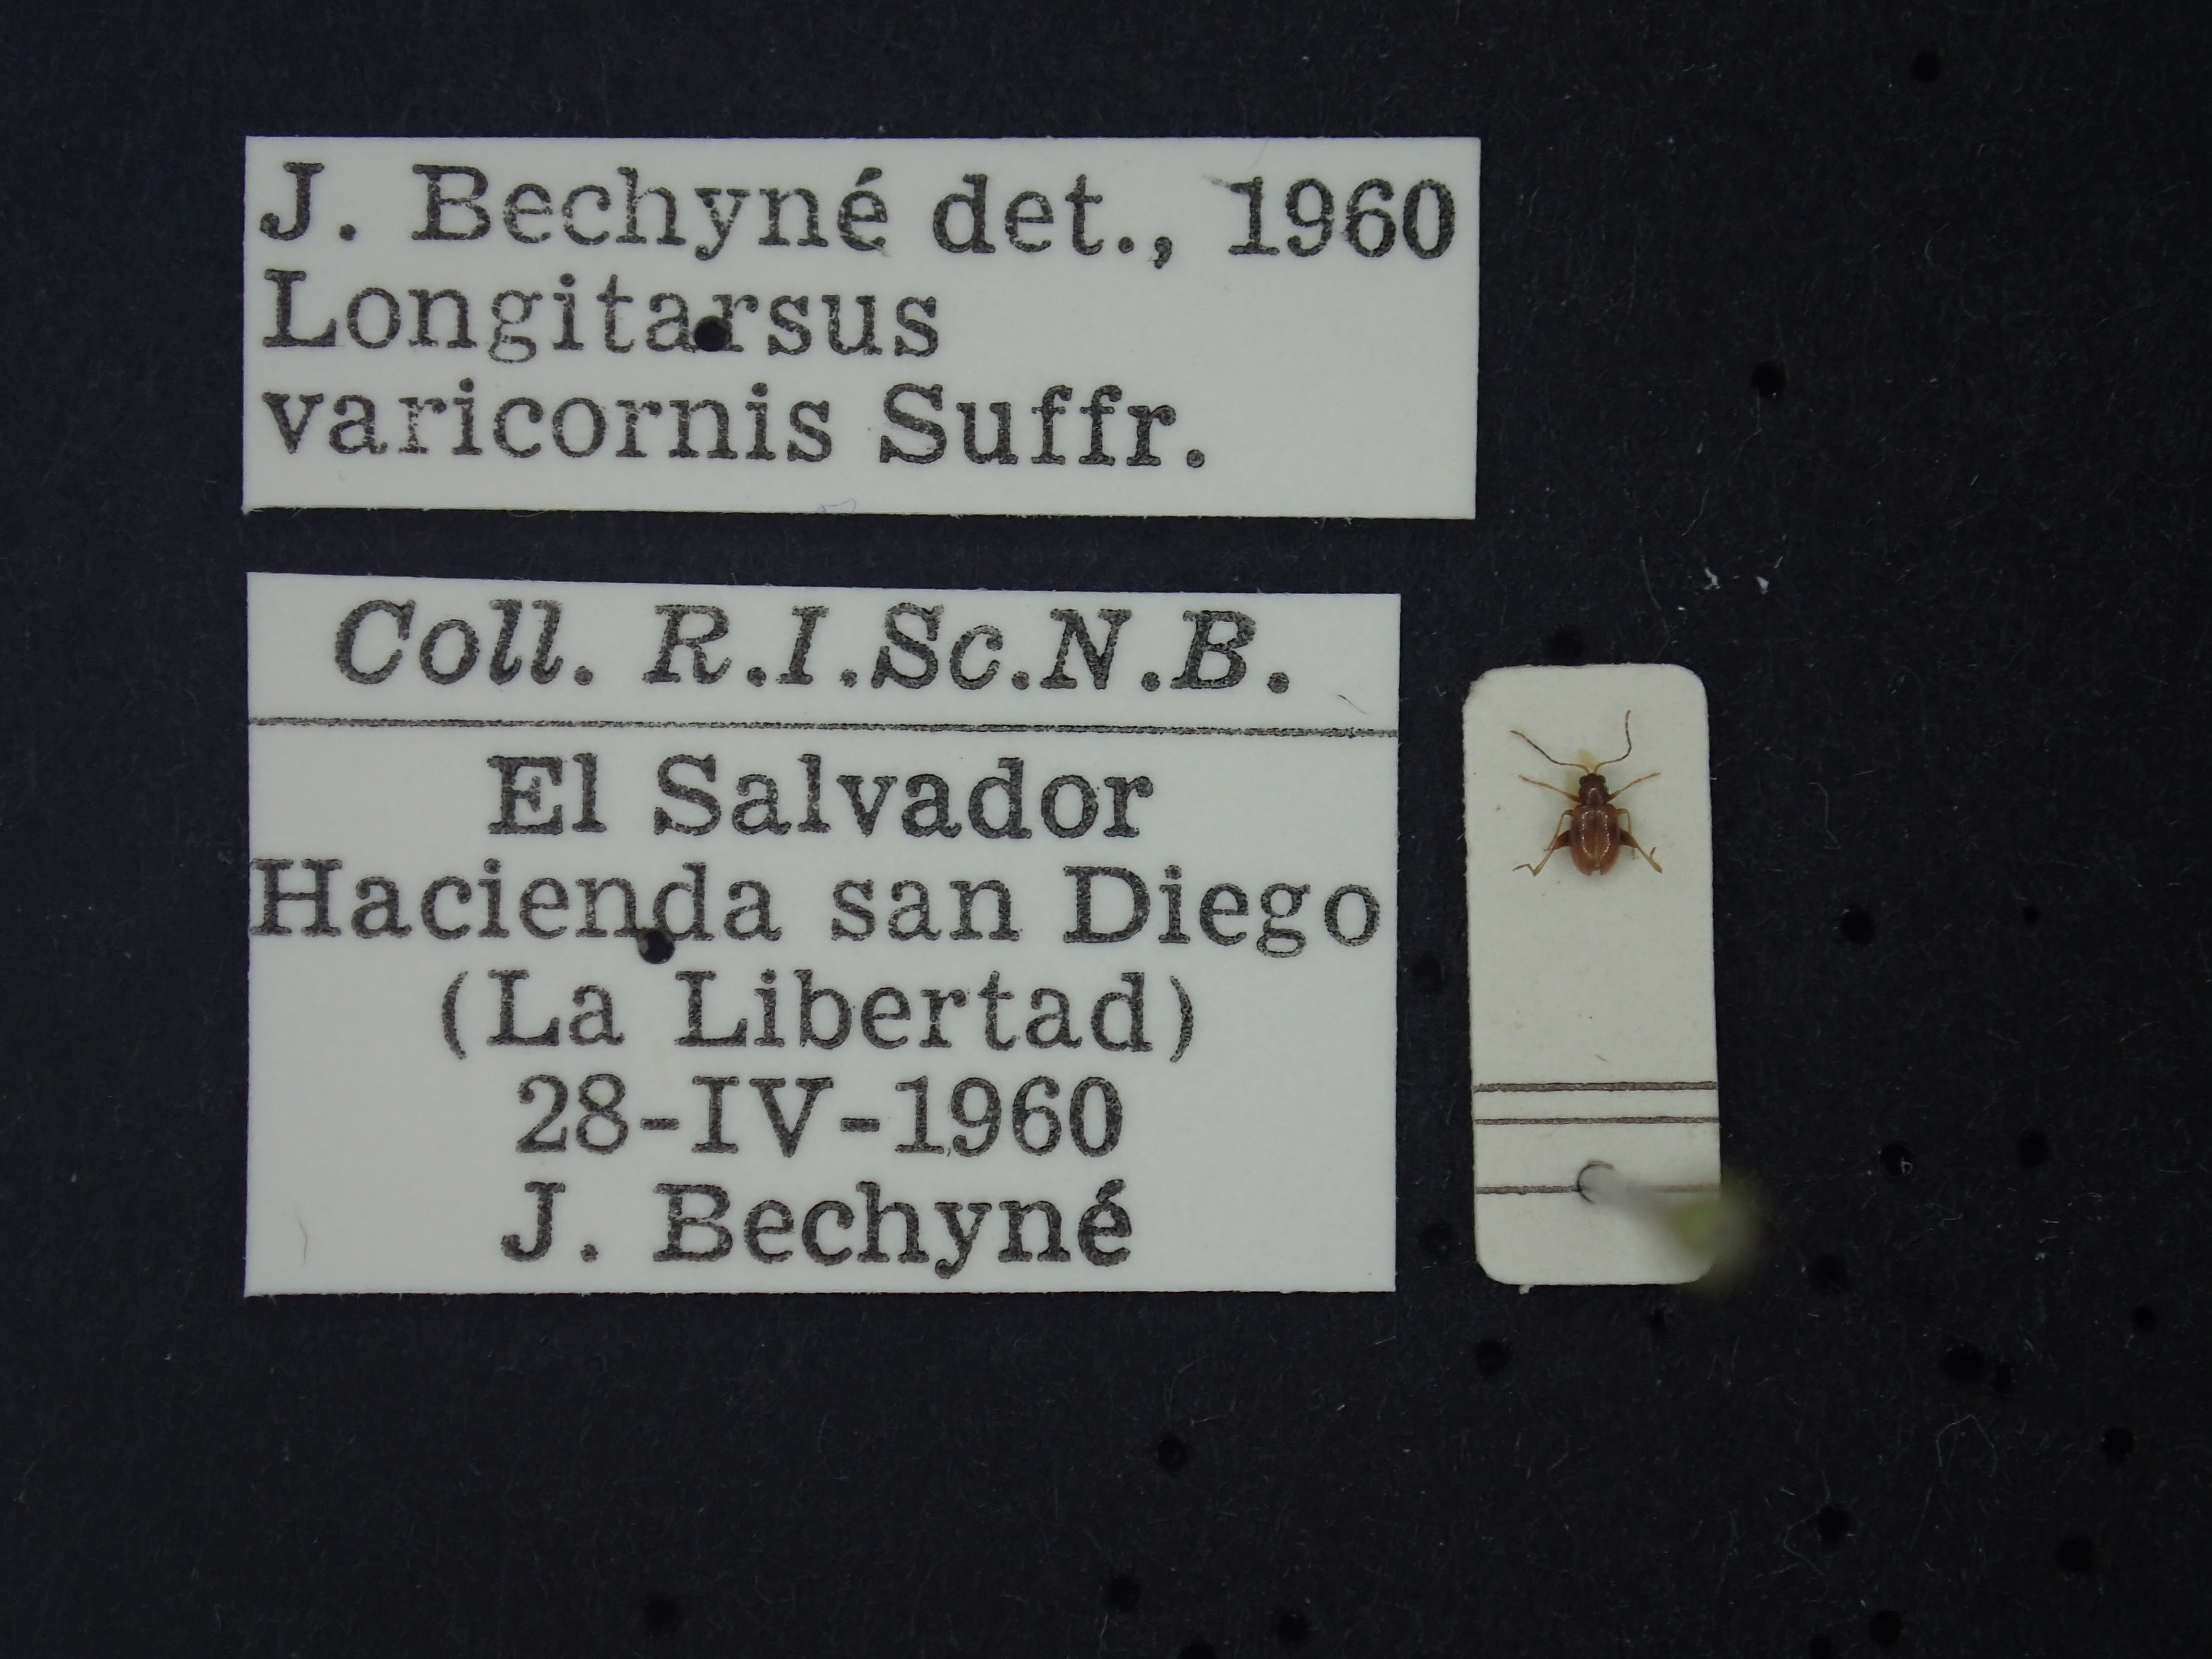 J. Bechyné det., 1960
Longitarsus
varicornis Suffr.
Coll. R.I.Sc.N.B.
El Salvador
Hacienda san Diego
(La Libertad)
28-IV-1960
J. Bechyné